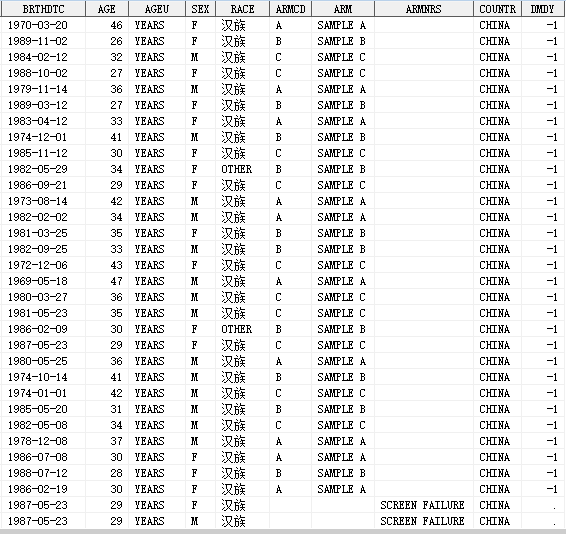 BRTHDTC AGE AGEU SEX RACE ARMCD ARM ARMNRS COUNTR DMDY
1970-03-20 46 YEARS F 汉族 A SAMPLE A CHINA -1
1989-11-02 26 YEARS F 汉族 B SAMPLE B CHINA -1
1984-02-12 32 YEARS M 汉族 C SAMPLE C CHINA -1
1988-10-02 27 YEARS F 汉族 C SAMPLE C CHINA -1
1979-11-14 36 YEARS M 汉族 A SAMPLE A CHINA -1
1989-03-12 27 YEARS F 汉族 B SAMPLE B CHINA -1
1983-04-12 33 YEARS F 汉族 A SAMPLE A CHINA -1
1974-12-01 41 YEARS M 汉族 B SAMPLE B CHINA -1
1985-11-12 30 YEARS F 汉族 C SAMPLE C CHINA -1
1982-05-29 34 YEARS F OTHER B SAMPLE B CHINA -1
1986-09-21 29 YEARS F 汉族 C SAMPLE C CHINA -1
1973-08-14 42 YEARS M 汉族 A SAMPLE A CHINA -1
1982-02-02 34 YEARS M 汉族 A SAMPLE A CHINA -1
1981-03-25 35 YEARS F 汉族 B SAMPLE B CHINA -1
1982-09-25 33 YEARS M 汉族 B SAMPLE B CHINA -1
1972-12-06 43 YEARS F 汉族 C SAMPLE C CHINA -1
1969-05-18 47 YEARS M 汉族 A SAMPLE A CHINA -1
1980-03-27 36 YEARS M 汉族 C SAMPLE C CHINA -1
1981-05-23 35 YEARS M 汉族 C SAMPLE C CHINA -1
1986-02-09 30 YEARS F OTHER B SAMPLE B CHINA -1
1987-05-23 29 YEARS F 汉族 C SAMPLE C CHINA -1
1980-05-25 36 YEARS M 汉族 A SAMPLE A CHINA -1
1974-10-14 41 YEARS M 汉族 B SAMPLE B CHINA -1
1974-01-01 42 YEARS M 汉族 C SAMPLE C CHINA -1
1985-05-20 31 YEARS M 汉族 B SAMPLE B CHINA -1
1982-05-08 34 YEARS F 汉族 C SAMPLE C CHINA -1
1978-12-08 37 YEARS M 汉族 A SAMPLE A CHINA -1
1986-07-08 30 YEARS F 汉族 A SAMPLE A CHINA -1
1988-07-12 28 YEARS F 汉族 B SAMPLE B CHINA -1
1986-02-19 30 YEARS F 汉族 A SAMPLE A CHINA -1
1987-05-23 29 YEARS F 汉族 SCREEN FAILURE CHINA .
1987-05-23 29 YEARS M 汉族 SCREEN FAILURE CHINA .